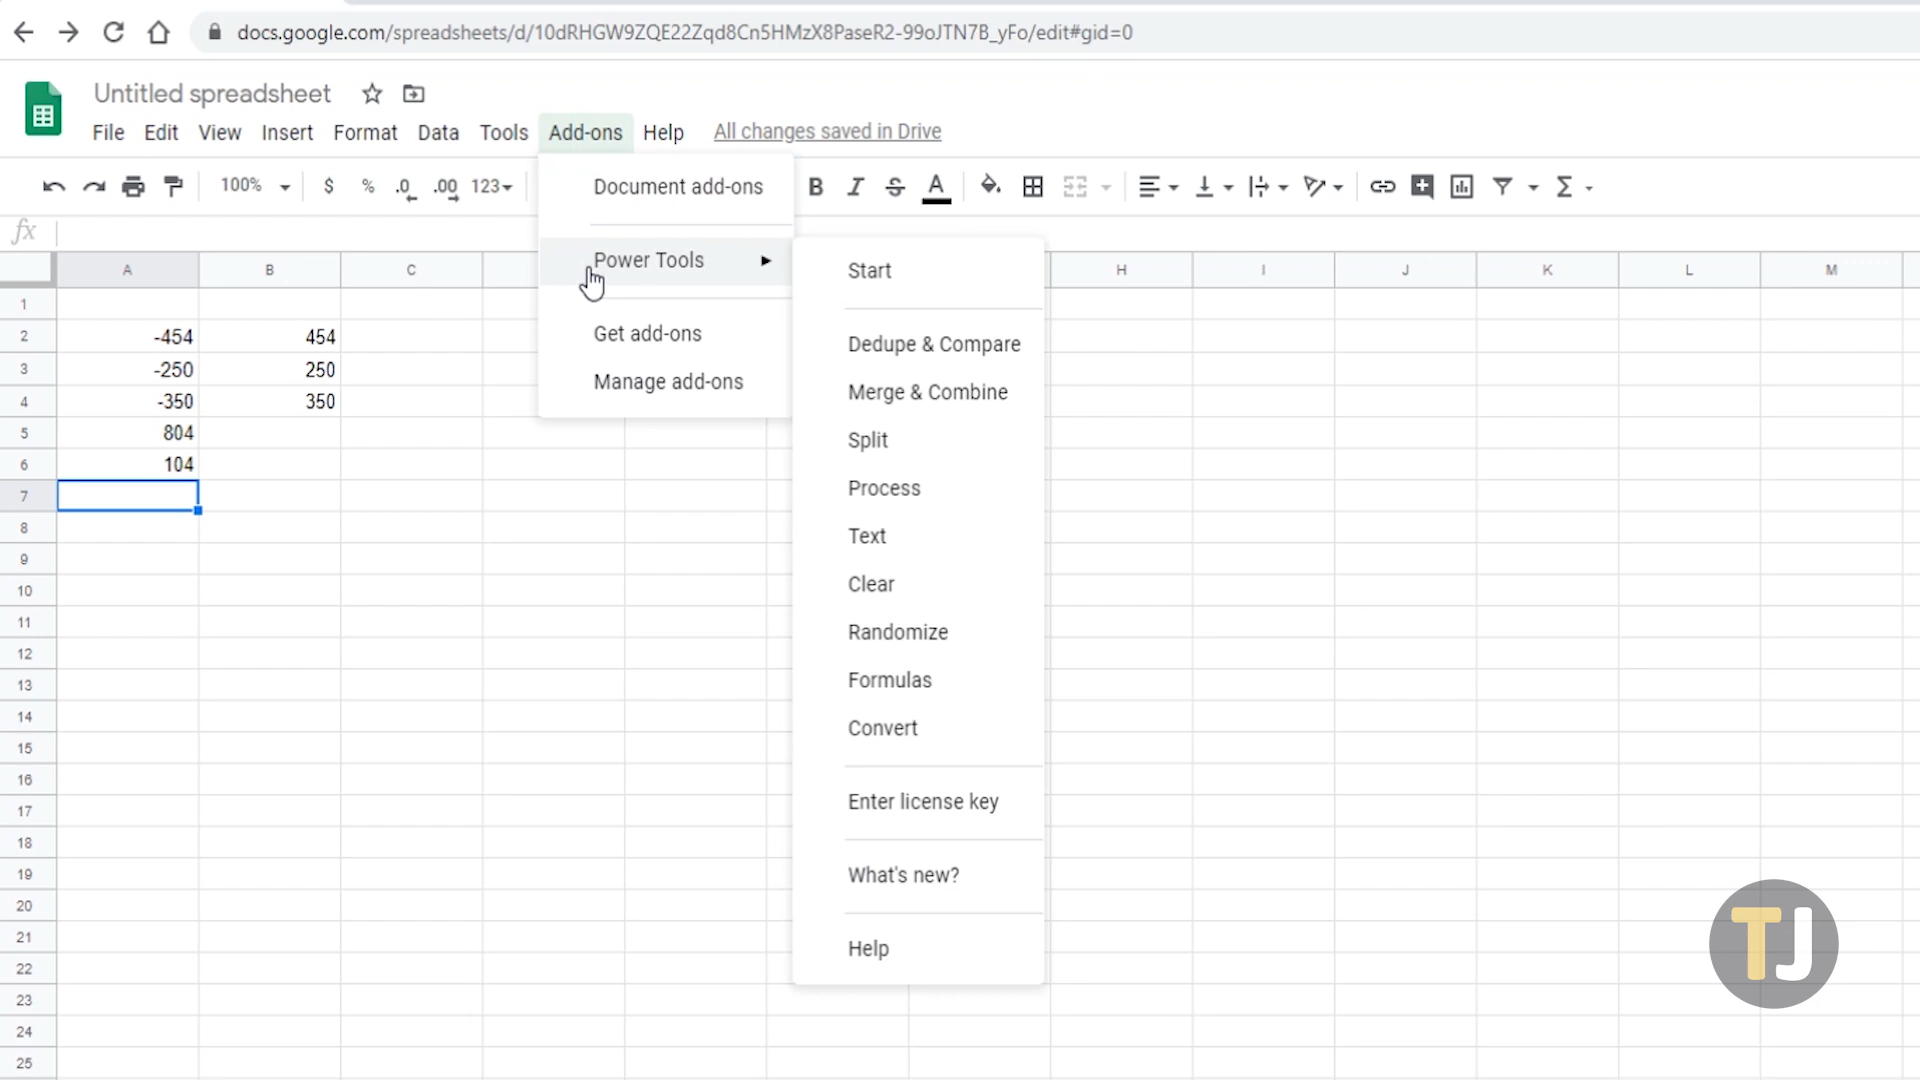 docs.google.com/spreadsheets/d/10dRHGW9ZQE22Zqd8Cn5HMzX8PaseR2-99oJTN7B_yFo/edit#gid=0
Untitled spreadsheet
File Edit View Insert Format Data Tools Add-ons Help All changes saved in Drive
100% $ % .0 .00 123 B I S A Σ
fx
A B C H I J K L M
Document add-ons
Power Tools
Get add-ons
Manage add-ons
Start
Dedupe & Compare
Merge & Combine
Split
Process
Text
Clear
Randomize
Formulas
Convert
Enter license key
What's new?
Help
1
2 -454 454
3 -250 250
4 -350 350
5 804
6 104
7
8
9
10
11
12
13
14
15
16
17
18
19
20
21
22
23
24
25
TJ